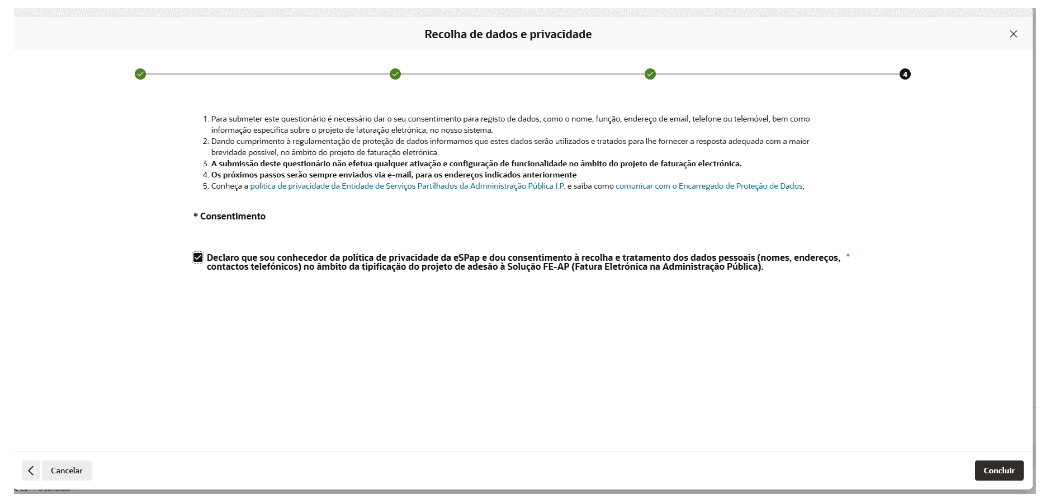 Recolha de dados e privacidade
4
1. Para submeter este questionário é necessário dar o seu consentimento para registo de dados, como o nome, função, endereço de email, telefone ou telemóvel, bem como
informação específica sobre o projeto de faturação eletrónica, no nosso sistema.
2. Dando cumprimento à regulamentação de proteção de dados informamos que estes dados serão utilizados e tratados para lhe fornecer a resposta adequada com a maior
brevidade possível, no âmbito do projeto de faturação eletrónica.
3. A submissão deste questionário não efetua qualquer ativação e configuração de funcionalidade no âmbito do projeto de faturação electrónica.
4. Os próximos passos serão sempre enviados via e-mail, para os endereços indicados anteriormente
5. Conheça a política de privacidade da Entidade de Serviços Partilhados da Admninistração Pública I.P. e saiba como comunicar com o Encarregado de Proteção de Dados.
* Consentimento
Declaro que sou conhecedor da política de privacidade da eSPap e dou consentimento à recolha e tratamento dos dados pessoais (nomes, endereços, *
contactos telefónicos) no âmbito da tipificação do projeto de adesão à Solução FE-AP (Fatura Eletrónica na Administração Pública).
Cancelar
Concluir